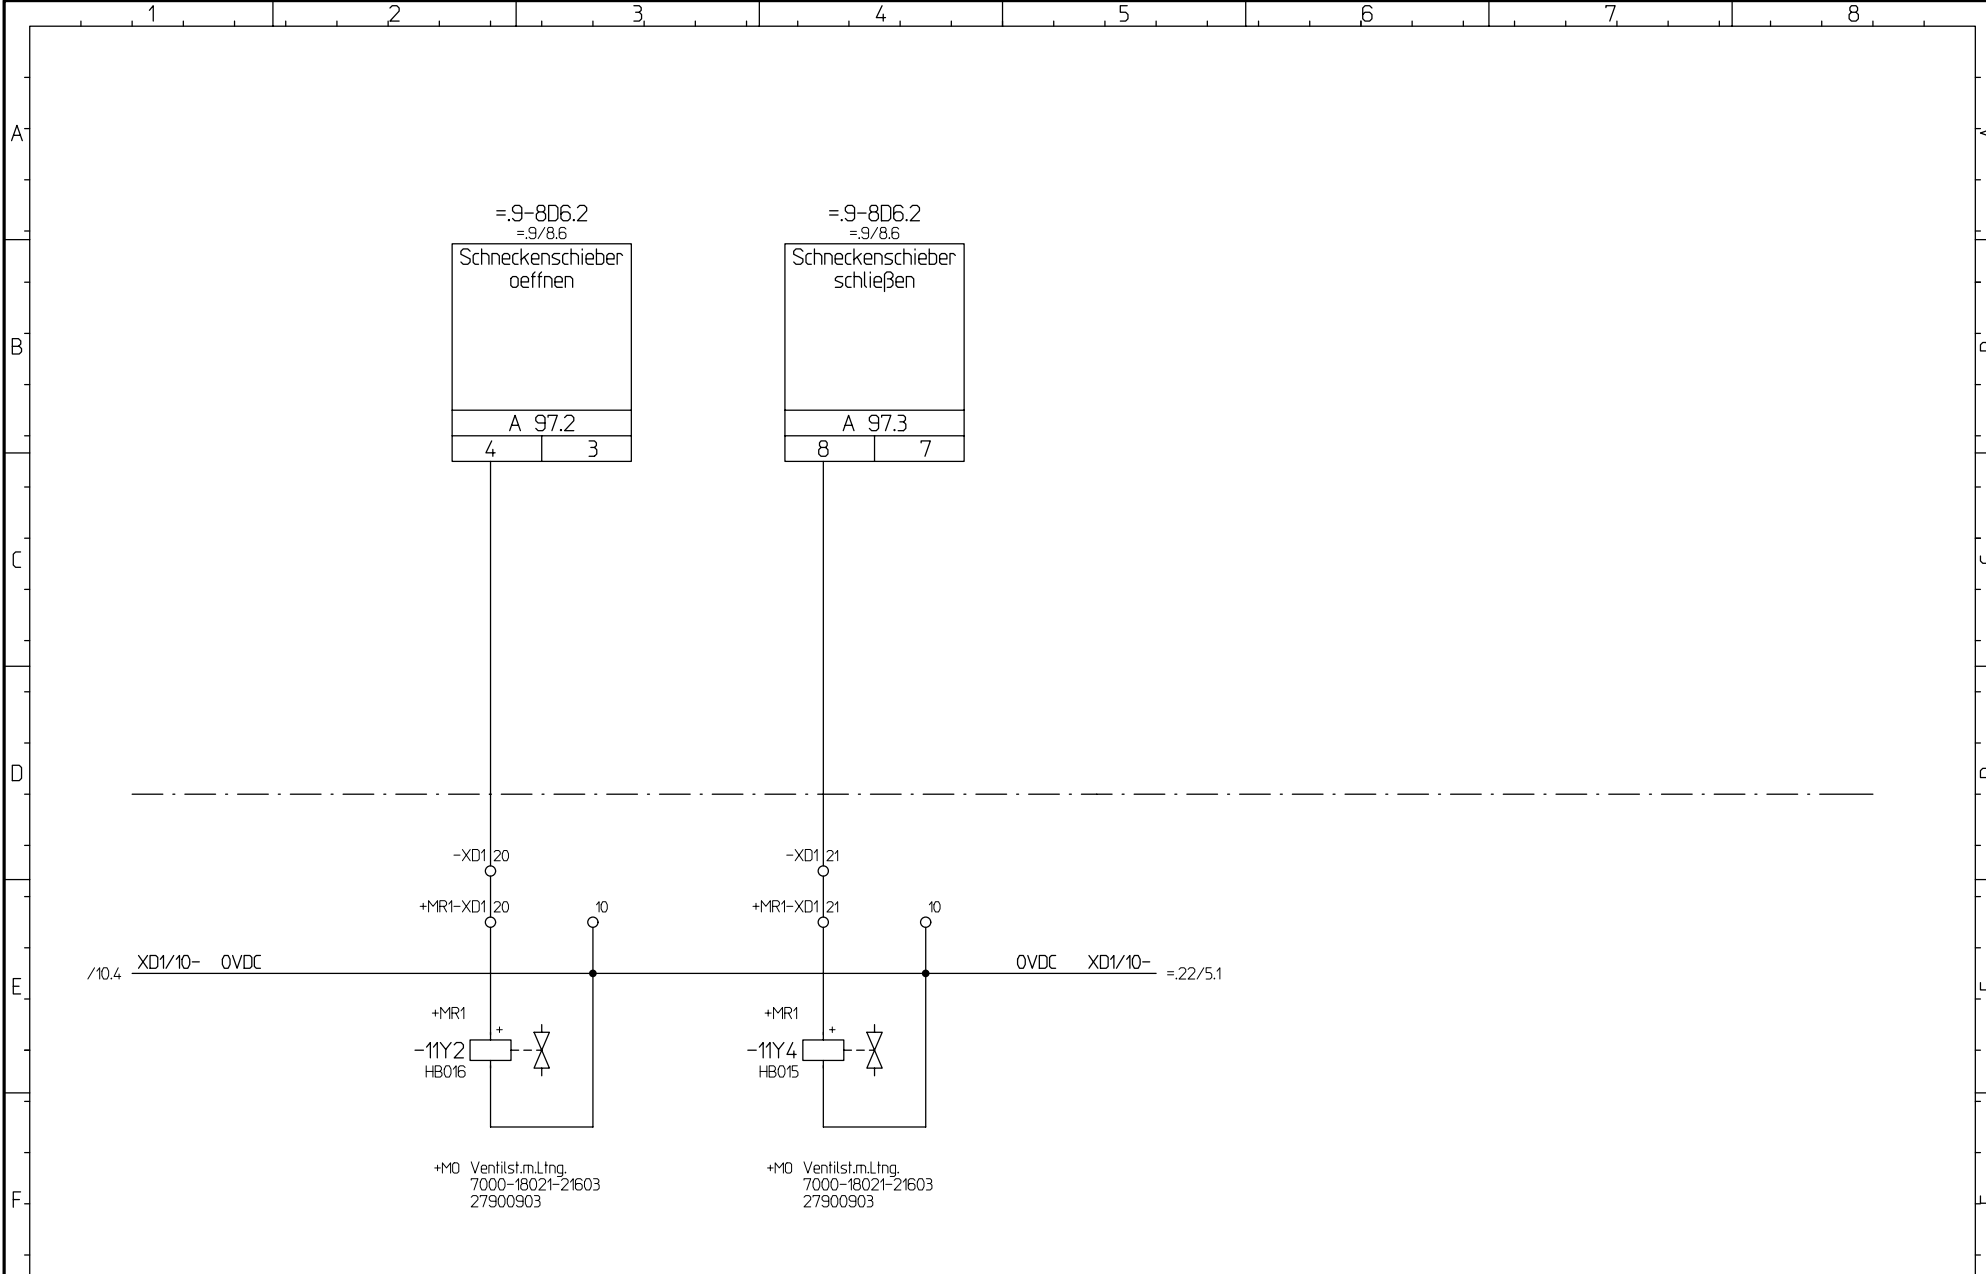 1 2 3 4 5 6 7 8
A
=.9-8D6.2 =.9-8D6.2
=.9/8.6 =.9/8.6
Schneckenschieber Schneckenschieber
oeffnen schließen
B
A 97.2 A 97.3
4 3 8 7
C
D
-XD1 20 -XD1 21
+MR1-XD1 20 10 +MR1-XD1 21 10
/10.4 XD1/10- 0VDC 0VDC XD1/10- =.22/5.1
E
+MR1 +MR1
+ +
-11Y2 -11Y4
HB016 HB015
+M0 Ventilst.m.Ltng. +M0 Ventilst.m.Ltng.
7000-18021-21603 7000-18021-21603
27900903 27900903
F